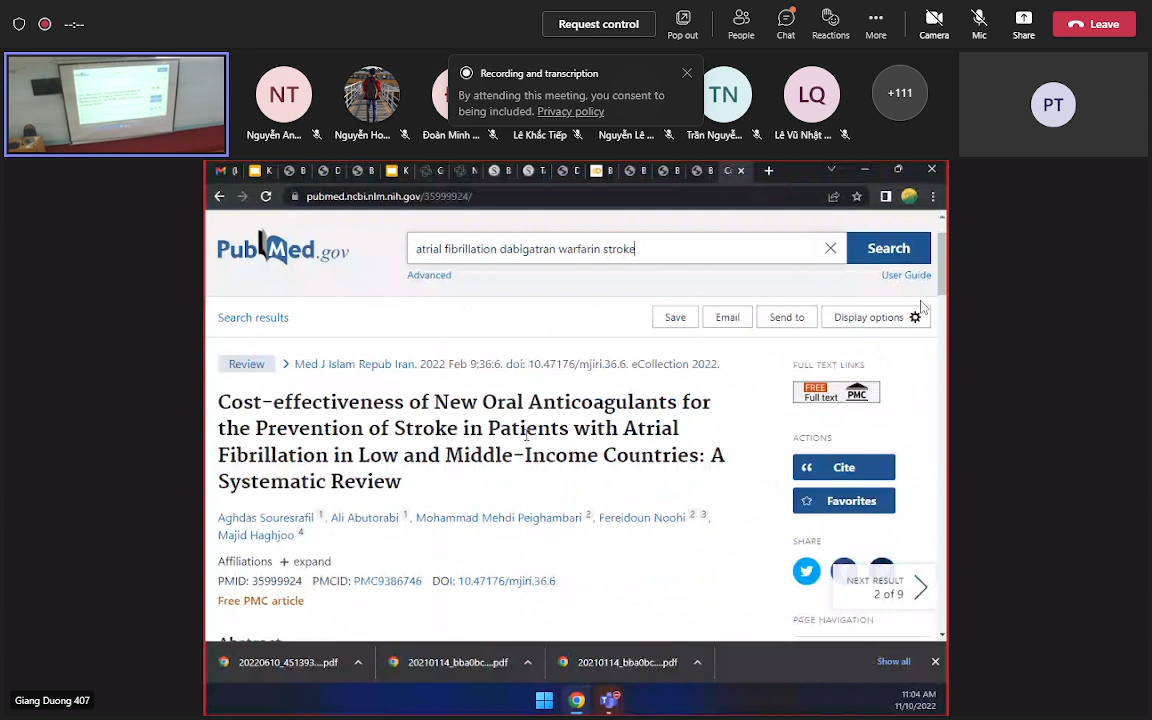 --:--
Request control
Pop out
People
Chat
Reactions
More
Camera
Mic
Share
Leave
NT
Nguyễn An...
Nguyễn Ho...
Đoàn Minh ...
Lê Khắc Tiếp
Nguyễn Lê ...
TN
Trần Nguyễ...
LQ
Lê Vũ Nhật ...
+111
PT
Recording and transcription
By attending this meeting, you consent to
being included. Privacy policy
pubmed.ncbi.nlm.nih.gov/35999924/
PubMed.gov
atrial fibrillation dabigatran warfarin stroke
Search
Advanced
User Guide
Search results
Save
Email
Send to
Display options
Review
Med J Islam Repub Iran. 2022 Feb 9;36:6. doi: 10.47176/mjiri.36.6. eCollection 2022.
Cost-effectiveness of New Oral Anticoagulants for
the Prevention of Stroke in Patients with Atrial
Fibrillation in Low and Middle-Income Countries: A
Systematic Review
Aghdas Souresrafil 1, Ali Abutorabi 1, Mohammad Mehdi Peighambari 2, Fereidoun Noohi 2 3,
Majid Haghjoo 4
Affiliations + expand
PMID: 35999924 PMCID: PMC9386746 DOI: 10.47176/mjiri.36.6
Free PMC article
Abstract
FULL TEXT LINKS
FREE
Full text PMC
ACTIONS
Cite
Favorites
SHARE
NEXT RESULT
2 of 9
PAGE NAVIGATION
20220610_451393....pdf
20210114_bba0bc....pdf
20210114_bba0bc....pdf
Show all
11:04 AM
11/10/2022
Giang Duong 407